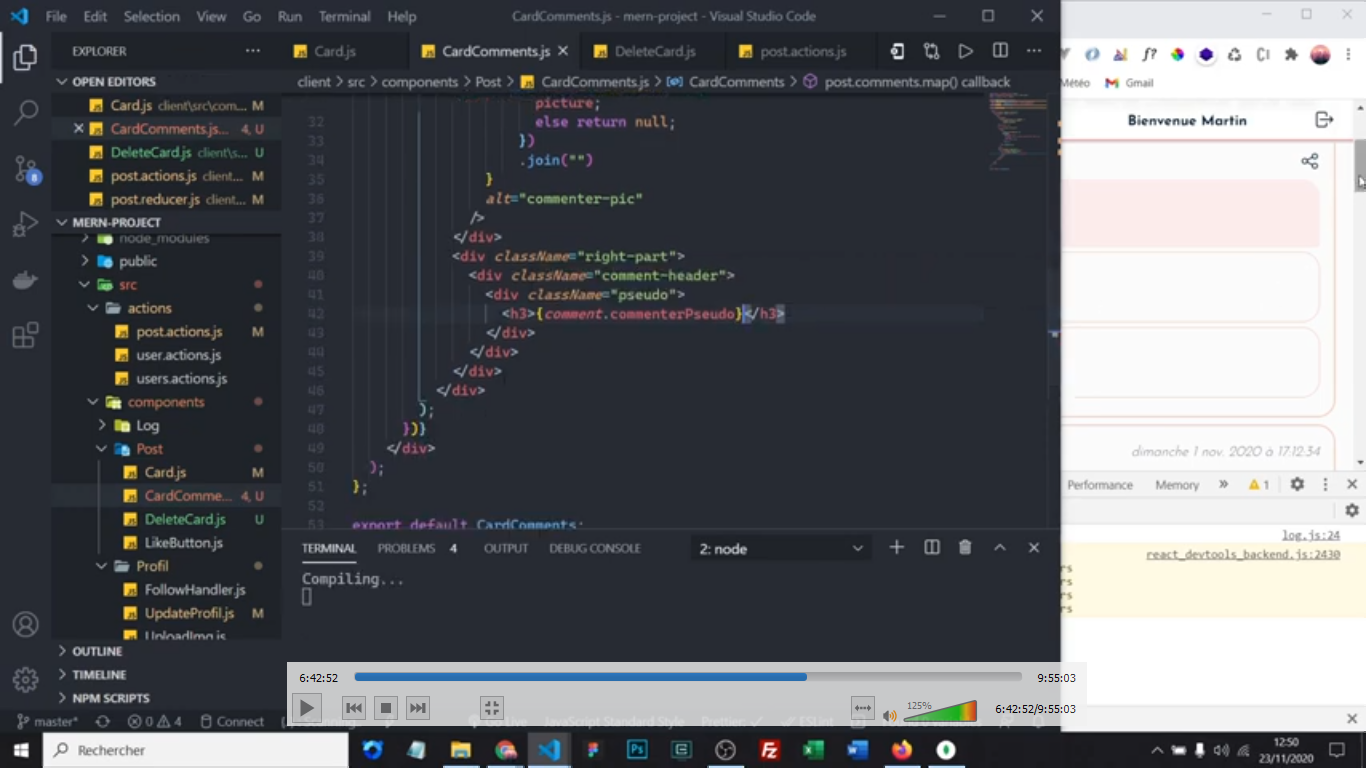 File Edit Selection View Go Run Terminal Help
CardComments.js - mern-project - Visual Studio Code
EXPLORER
OPEN EDITORS
Card.js client\src\com... M
CardComments.js... 4, U
DeleteCard.js client\s... U
post.actions.js client... M
post.reducer.js client... M
MERN-PROJECT
node_modules
public
src
actions
post.actions.js M
user.actions.js
users.actions.js
components
Log
Post
Card.js M
CardComme... 4, U
DeleteCard.js U
LikeButton.js
Profil
FollowHandler.js
UpdateProfil.js M
UploadImg.js
OUTLINE
TIMELINE
NPM SCRIPTS
Card.js CardComments.js DeleteCard.js post.actions.js
client > src > components > Post > CardComments.js > CardComments > post.comments.map() callback
picture;
32 else return null;
33 })
34 .join("")
35 }
36 alt="commenter-pic"
37 />
38 </div>
39 <div className="right-part">
40 <div className="comment-header">
41 <div className="pseudo">
42 <h3>{comment.commenterPseudo}</h3>
43 </div>
44 </div>
45 </div>
46 </div>
47 );
48 })}
49 </div>
50 );
51 };
52
53 export default CardComments;
TERMINAL PROBLEMS 4 OUTPUT DEBUG CONSOLE 2: node
Compiling...
Météo Gmail
Bienvenue Martin
dimanche 1 nov. 2020 à 17:12:34
Performance Memory » 1
log.js:24
react_devtools_backend.js:2430
rs
rs
rs
rs
6:42:52 9:55:03
125%
6:42:52/9:55:03
master* 0 4 Connect Go Live JavaScript Standard Style Prettier ESLint
Rechercher
12:50
23/11/2020